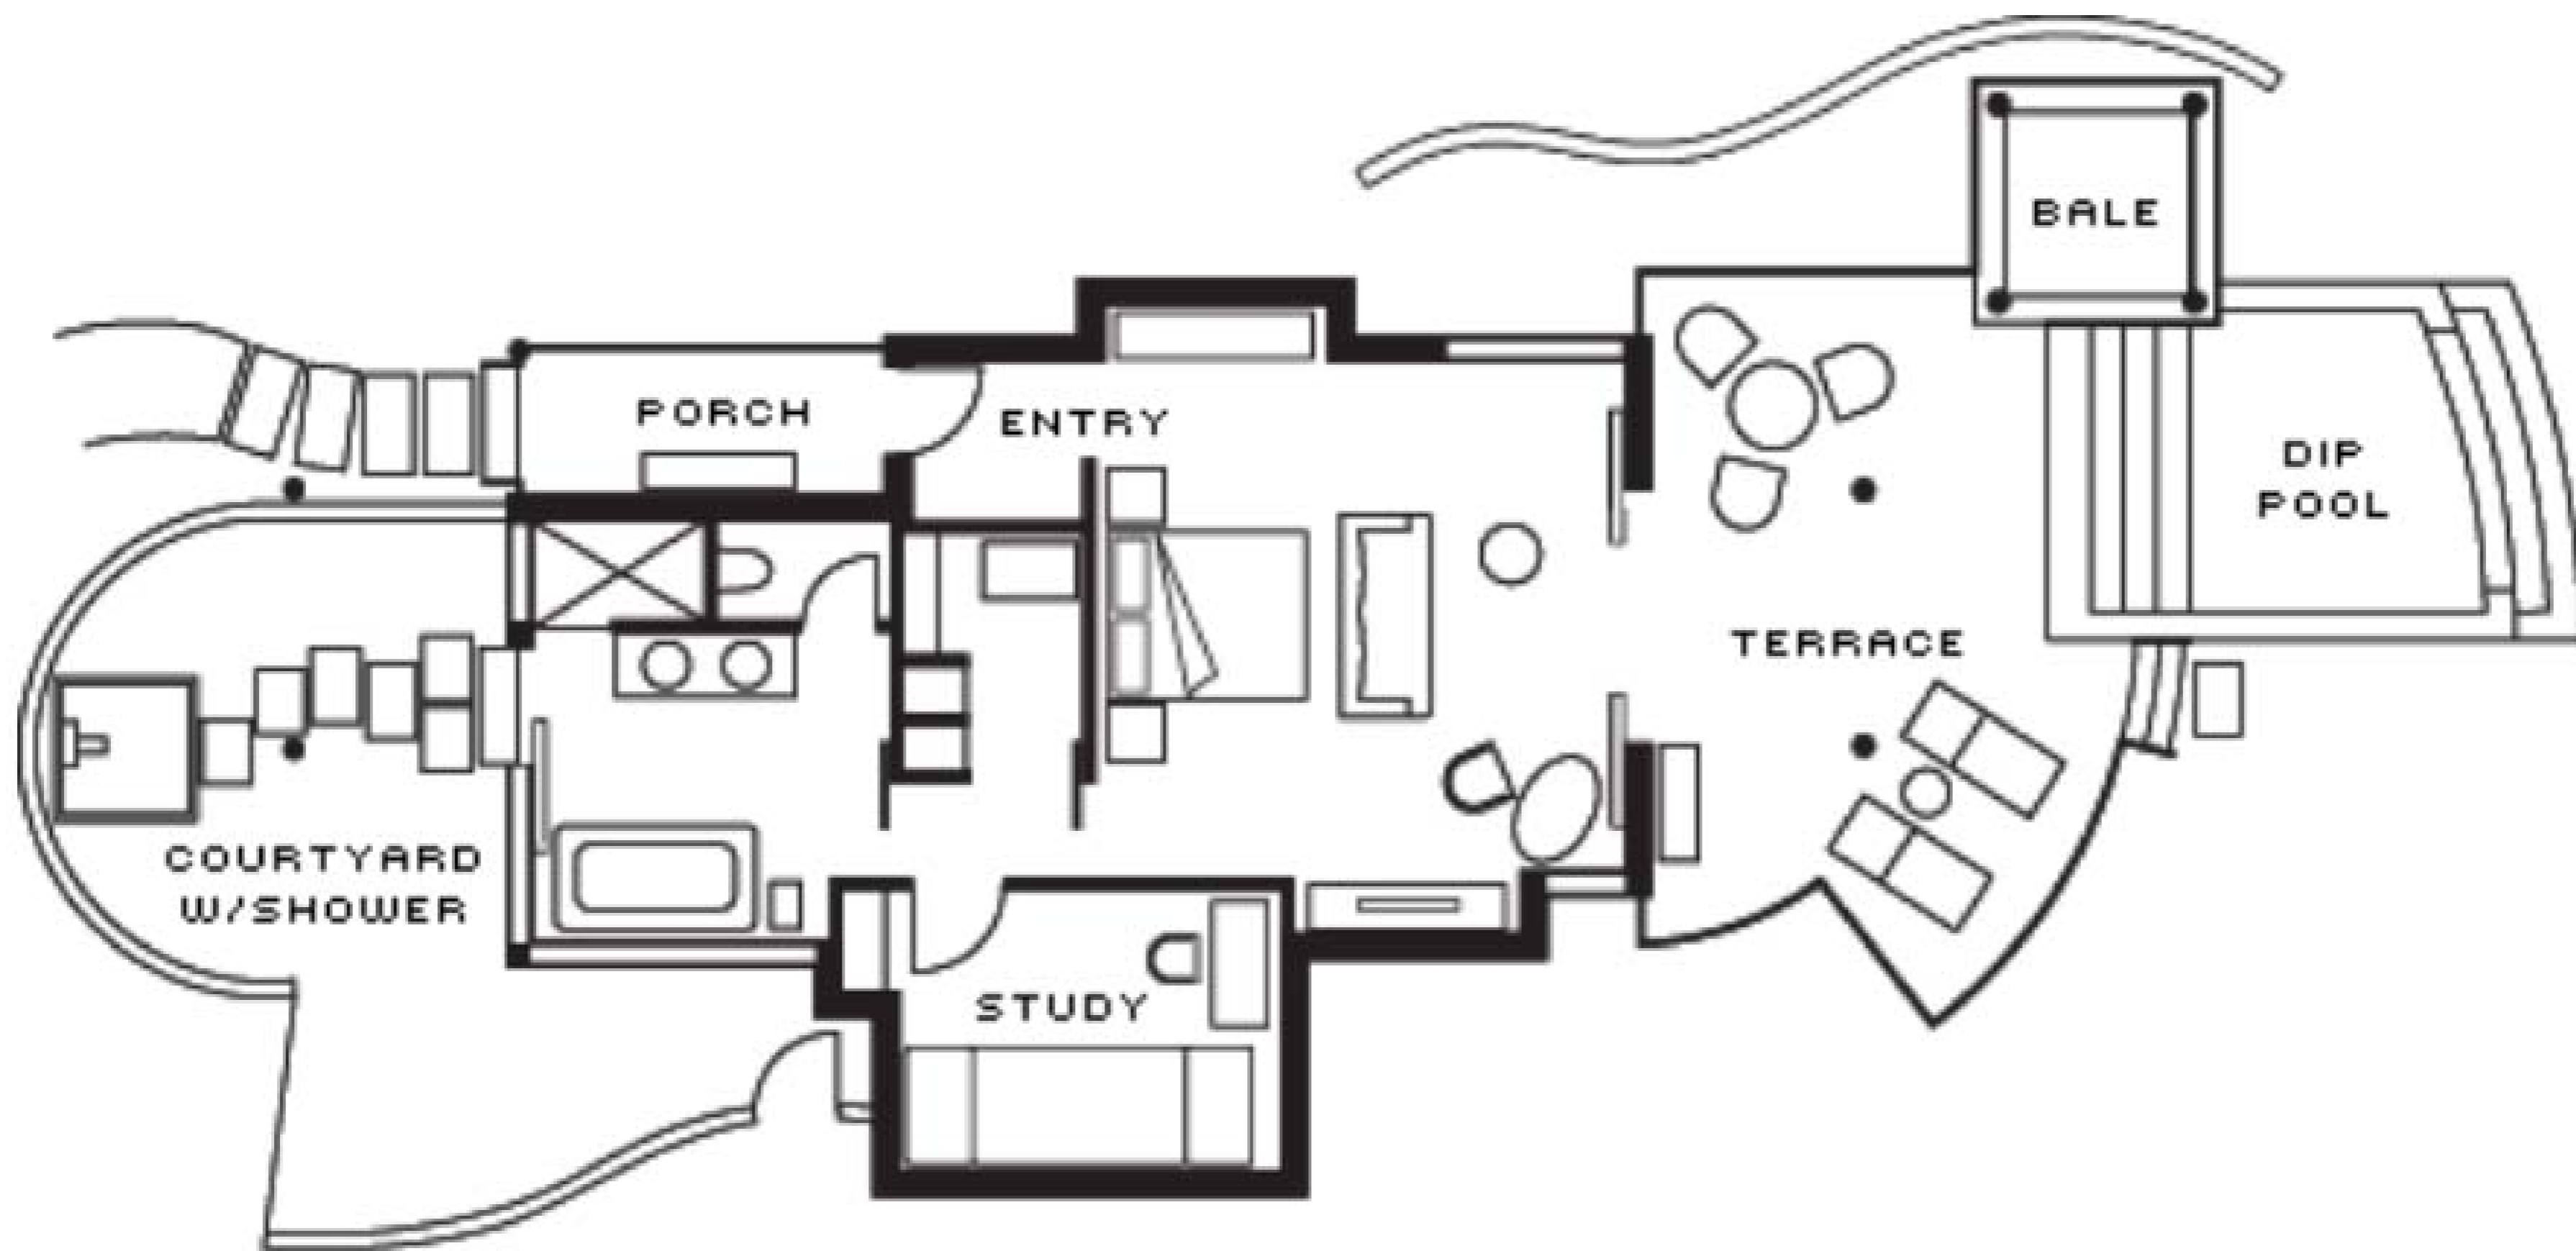 BALE
PORCH
ENTRY
DIP
POOL
TERRACE
COURTYARD
W/SHOWER
STUDY